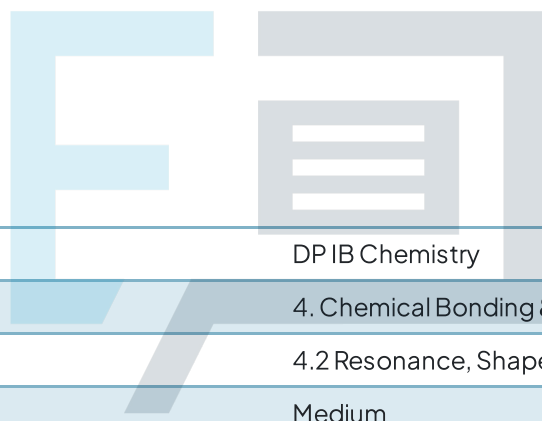 DP IB Chemistry
4. Chemical Bonding &
4.2 Resonance, Shape
Medium